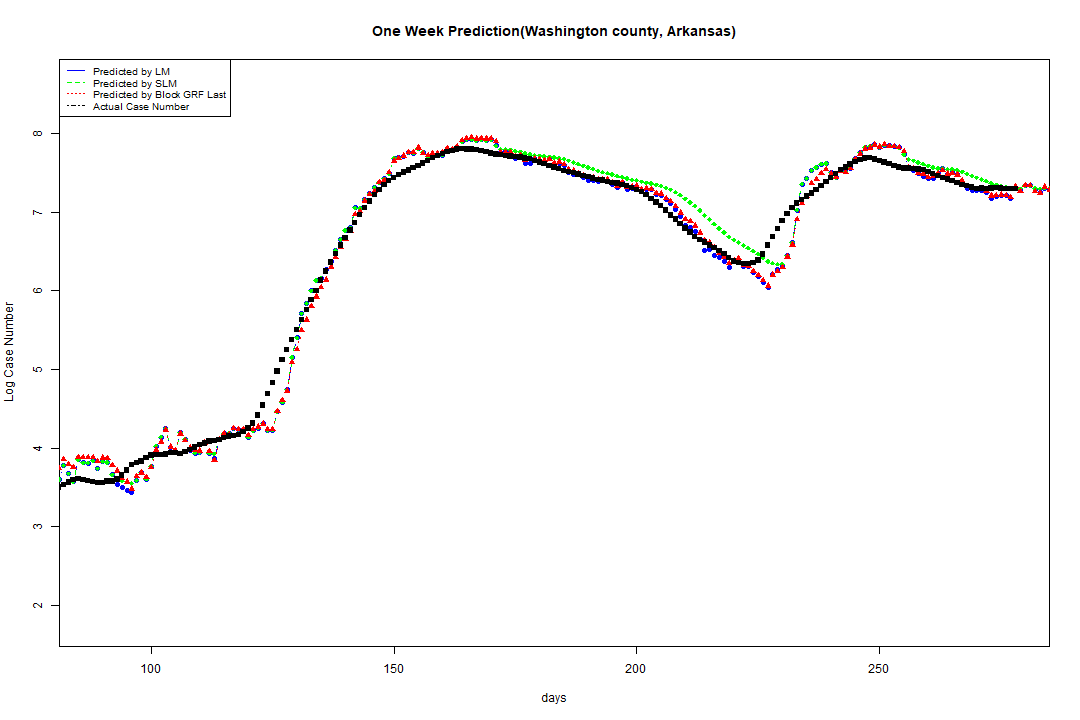 One Week Prediction(Washington county, Arkansas)
Predicted by LM
Predicted by SLM
Predicted by Block GRF Last
Actual Case Number
8
7
6
5
4
3
2
Log Case Number
100
150
200
250
days